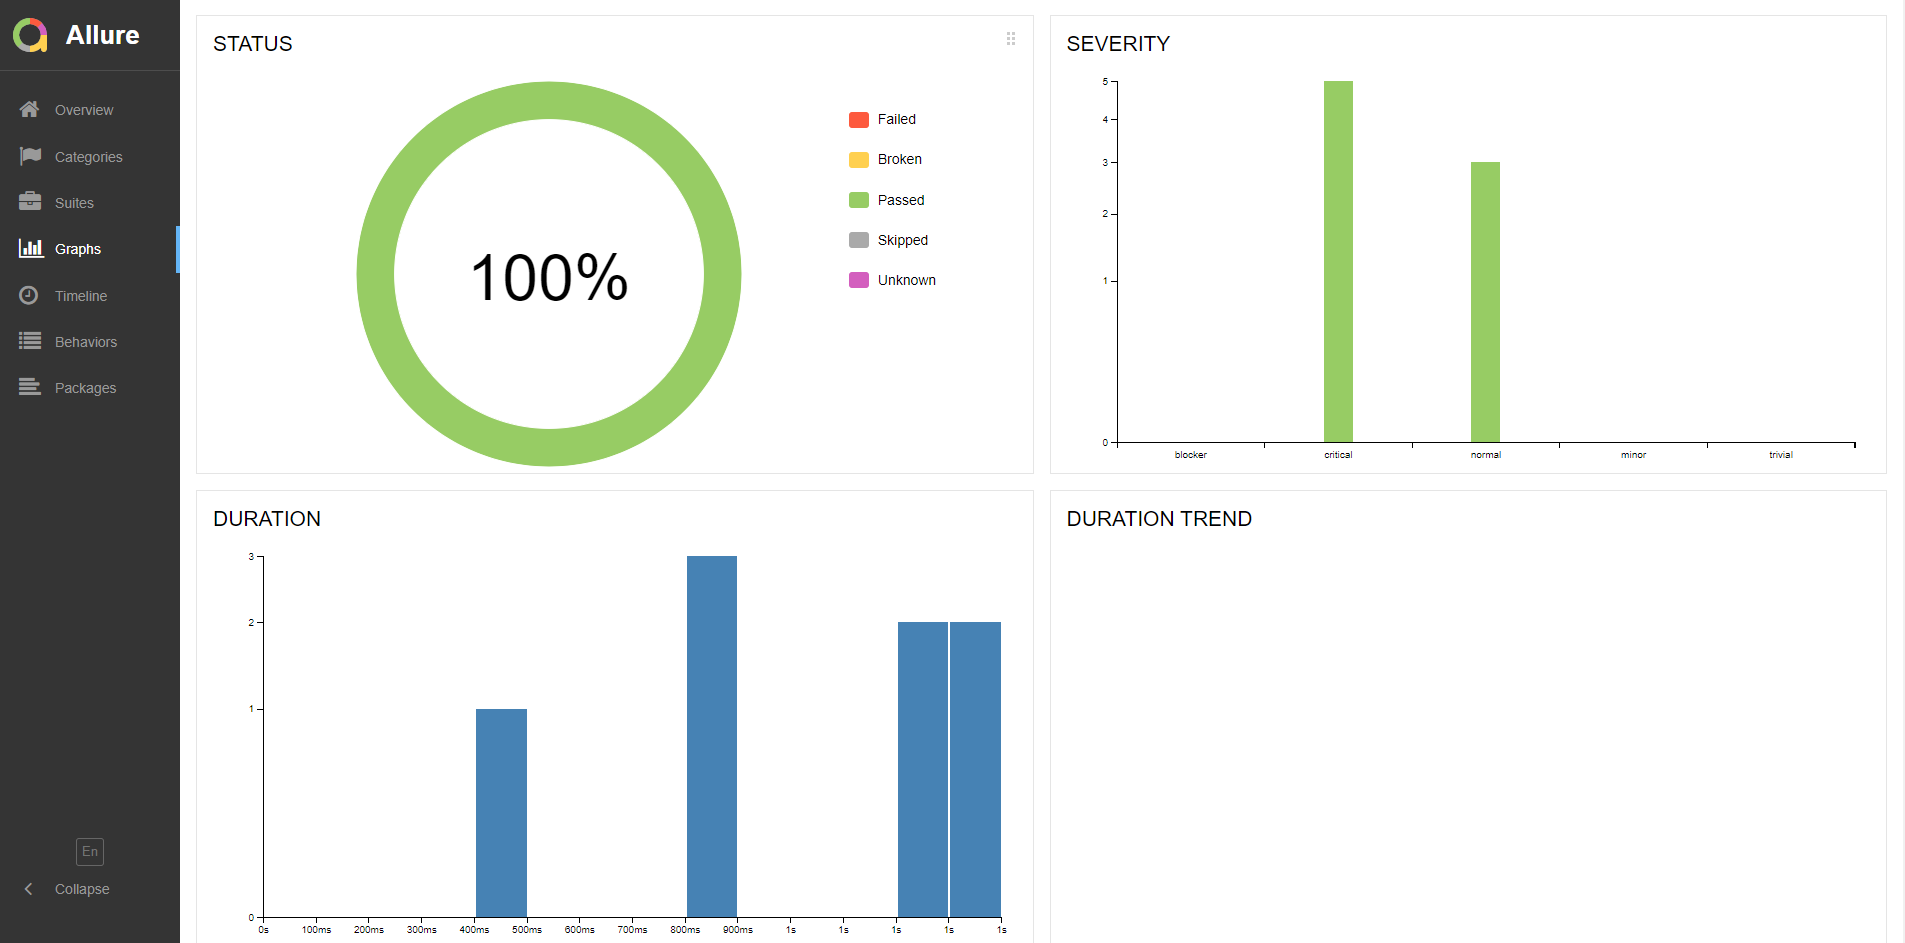 Allure
Overview
Categories
Suites
Graphs
Timeline
Behaviors
Packages
En
Collapse
STATUS
100%
Failed
Broken
Passed
Skipped
Unknown
SEVERITY
5
4
3
2
1
0
blocker critical normal minor trivial
DURATION
3
2
1
0
0s 100ms 200ms 300ms 400ms 500ms 600ms 700ms 800ms 900ms 1s 1s 1s 1s 1s
DURATION TREND